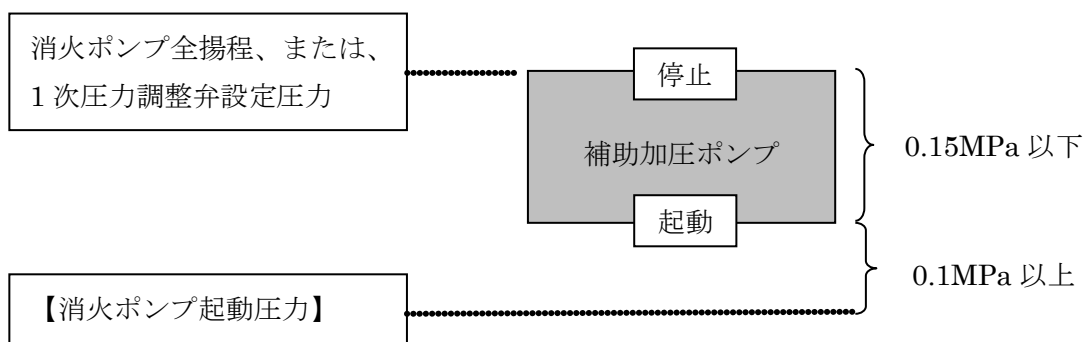 消火ポンプ全揚程、または、
1 次圧力調整弁設定圧力
停止
補助加圧ポンプ
0.15MPa 以下
起動
0.1MPa 以上
【消火ポンプ起動圧力】